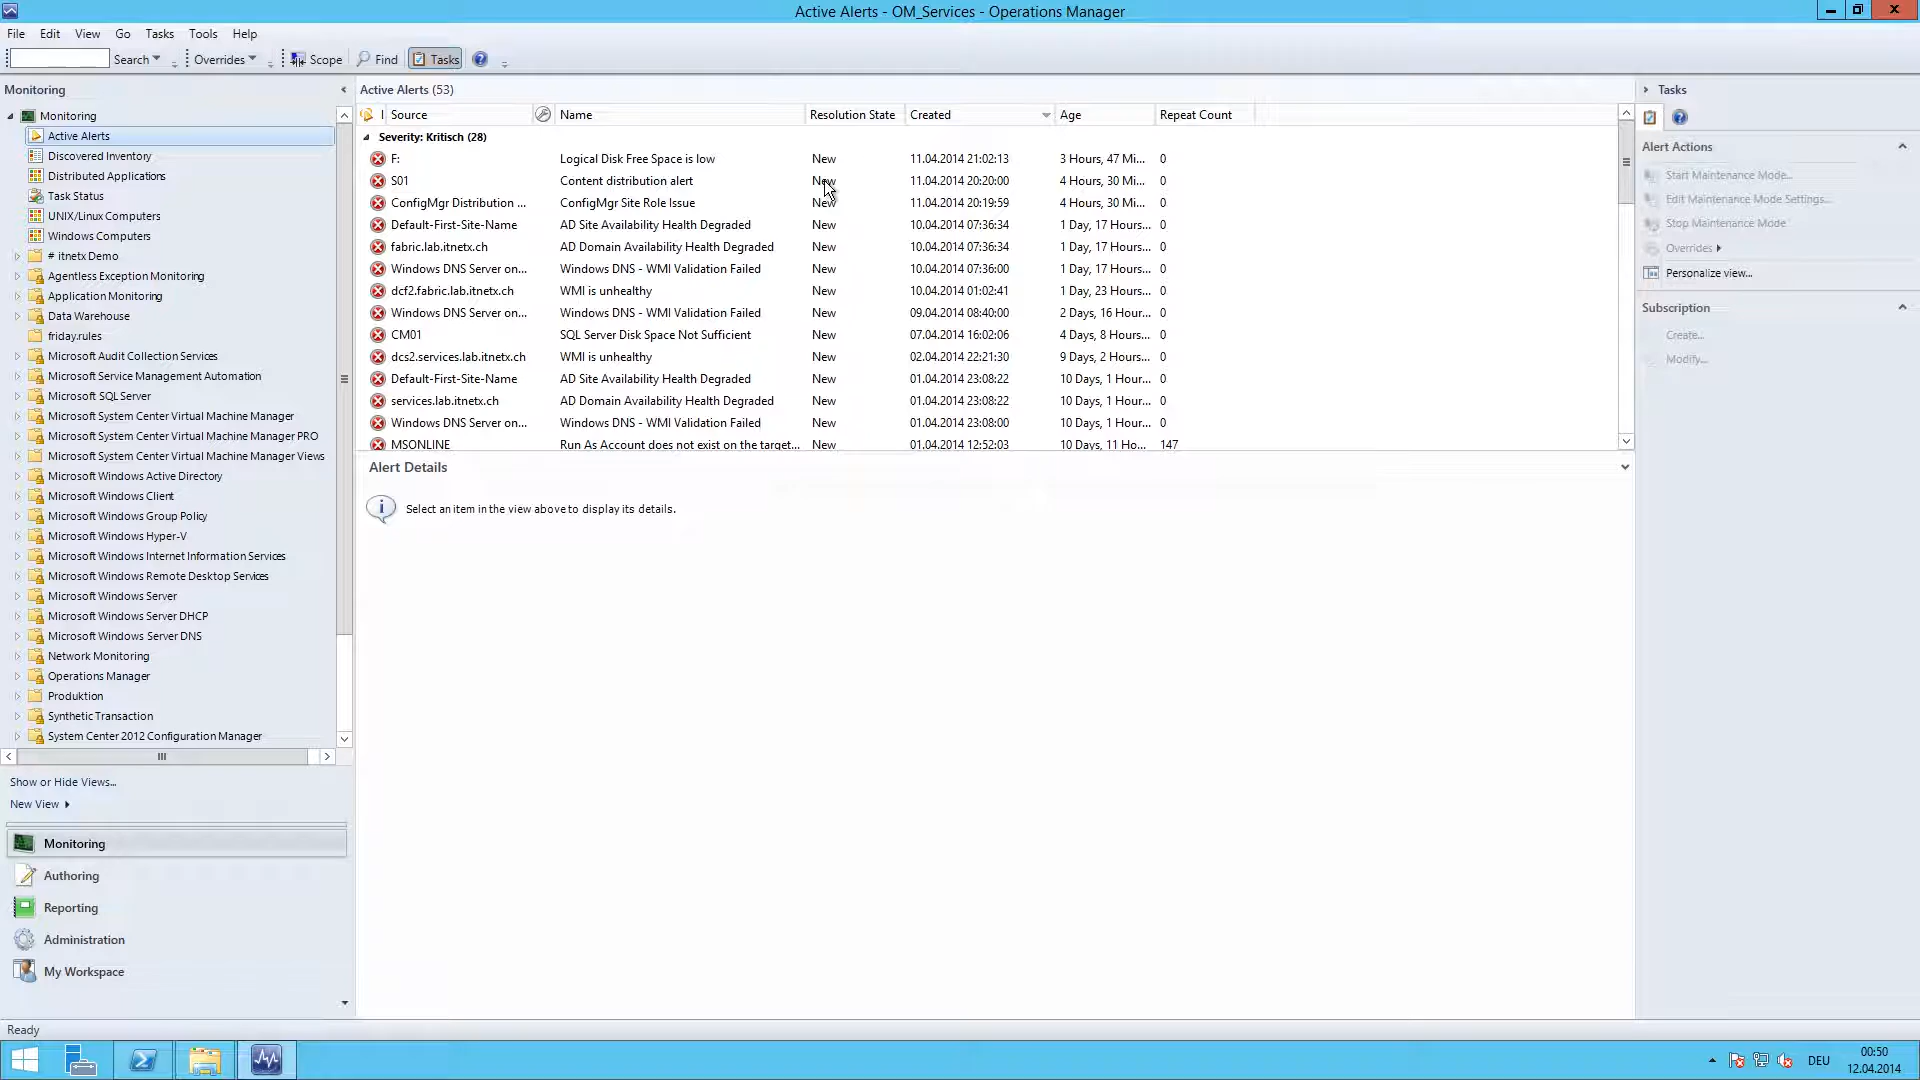 Active Alerts - OM_Services - Operations Manager
File Edit View Go Tasks Tools Help
Search Overrides Scope Find Tasks
Monitoring
Monitoring
Active Alerts
Discovered Inventory
Distributed Applications
Task Status
UNIX/Linux Computers
Windows Computers
# itnetx Demo
Agentless Exception Monitoring
Application Monitoring
Data Warehouse
friday.rules
Microsoft Audit Collection Services
Microsoft Service Management Automation
Microsoft SQL Server
Microsoft System Center Virtual Machine Manager
Microsoft System Center Virtual Machine Manager PRO
Microsoft System Center Virtual Machine Manager Views
Microsoft Windows Active Directory
Microsoft Windows Client
Microsoft Windows Group Policy
Microsoft Windows Hyper-V
Microsoft Windows Internet Information Services
Microsoft Windows Remote Desktop Services
Microsoft Windows Server
Microsoft Windows Server DHCP
Microsoft Windows Server DNS
Network Monitoring
Operations Manager
Produktion
Synthetic Transaction
System Center 2012 Configuration Manager
Show or Hide Views...
New View
Monitoring
Authoring
Reporting
Administration
My Workspace
Active Alerts (53)
I Source Name Resolution State Created Age Repeat Count
Severity: Kritisch (28)
F: Logical Disk Free Space is low New 11.04.2014 21:02:13 3 Hours, 47 Mi... 0
S01 Content distribution alert New 11.04.2014 20:20:00 4 Hours, 30 Mi... 0
ConfigMgr Distribution ... ConfigMgr Site Role Issue New 11.04.2014 20:19:59 4 Hours, 30 Mi... 0
Default-First-Site-Name AD Site Availability Health Degraded New 10.04.2014 07:36:34 1 Day, 17 Hours... 0
fabric.lab.itnetx.ch AD Domain Availability Health Degraded New 10.04.2014 07:36:34 1 Day, 17 Hours... 0
Windows DNS Server on... Windows DNS - WMI Validation Failed New 10.04.2014 07:36:00 1 Day, 17 Hours... 0
dcf2.fabric.lab.itnetx.ch WMI is unhealthy New 10.04.2014 01:02:41 1 Day, 23 Hours... 0
Windows DNS Server on... Windows DNS - WMI Validation Failed New 09.04.2014 08:40:00 2 Days, 16 Hour... 0
CM01 SQL Server Disk Space Not Sufficient New 07.04.2014 16:02:06 4 Days, 8 Hours... 0
dcs2.services.lab.itnetx.ch WMI is unhealthy New 02.04.2014 22:21:30 9 Days, 2 Hours... 0
Default-First-Site-Name AD Site Availability Health Degraded New 01.04.2014 23:08:22 10 Days, 1 Hour... 0
services.lab.itnetx.ch AD Domain Availability Health Degraded New 01.04.2014 23:08:22 10 Days, 1 Hour... 0
Windows DNS Server on... Windows DNS - WMI Validation Failed New 01.04.2014 23:08:00 10 Days, 1 Hour... 0
MSONLINE Run As Account does not exist on the target... New 01.04.2014 12:52:03 10 Days, 11 Ho... 147
Alert Details
Select an item in the view above to display its details.
Tasks
Alert Actions
Start Maintenance Mode...
Edit Maintenance Mode Settings...
Stop Maintenance Mode
Overrides
Personalize view...
Subscription
Create...
Modify...
Ready
DEU
00:50
12.04.2014